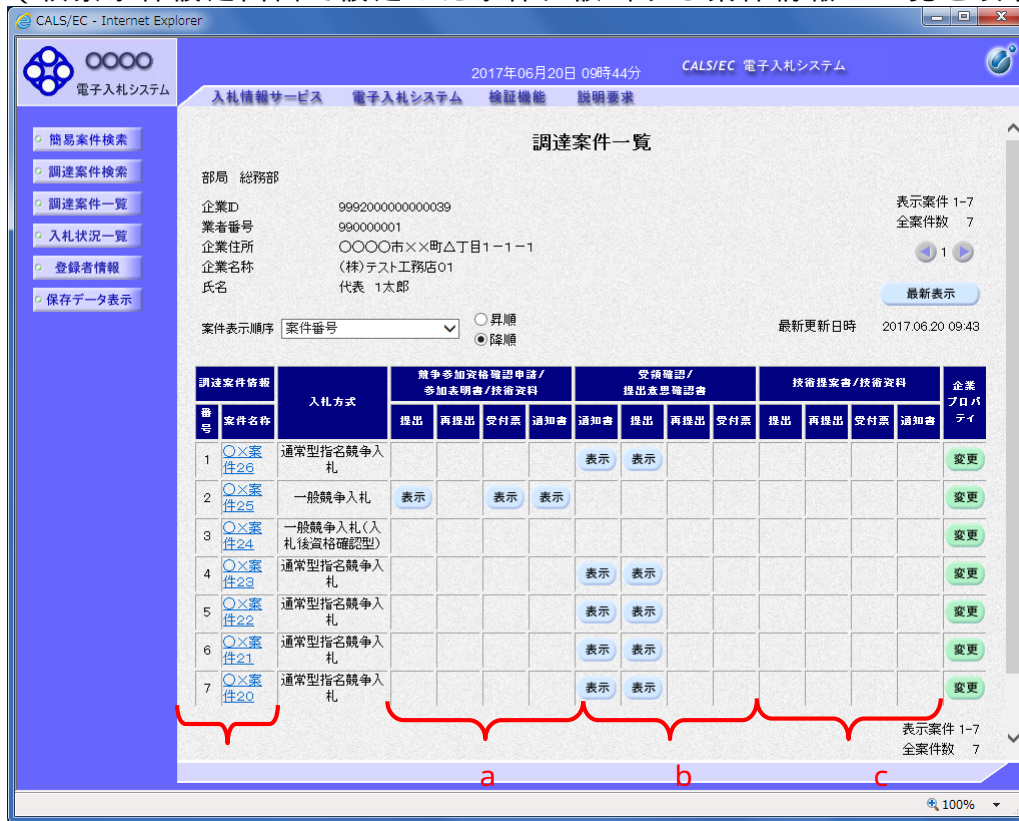 CALS/EC - Internet Explorer
〇〇〇〇
電子入札システム
2017年06月20日 09時44分
CALS/EC 電子入札システム
入札情報サービス 電子入札システム 検証機能 説明要求
簡易案件検索
調達案件検索
調達案件一覧
入札状況一覧
登録者情報
保存データ表示
調達案件一覧
部局 総務部
企業ID 9992000000000039
業者番号 990000001
企業住所 〇〇〇〇市××町△丁目1-1-1
企業名称 (株)テスト工務店01
氏名 代表 1太郎
表示案件 1-7
全案件数 7
1
最新表示
案件表示順序 案件番号
昇順
降順
最新更新日時 2017.06.20 09:43
調達案件情報 入札方式 競争参加資格確認申請/参加表明書/技術資料 受領確認/提出意思確認書 技術提案書/技術資料 企業プロパティ
番号 案件名称 提出 再提出 受付票 通知書 通知書 提出 再提出 受付票 提出 再提出 受付票 通知書
1 〇×案件26 通常型指名競争入札 表示 表示 変更
2 〇×案件25 一般競争入札 表示 表示 表示 変更
3 〇×案件24 一般競争入札(入札後資格確認型) 変更
4 〇×案件23 通常型指名競争入札 表示 表示 変更
5 〇×案件22 通常型指名競争入札 表示 表示 変更
6 〇×案件21 通常型指名競争入札 表示 表示 変更
7 〇×案件20 通常型指名競争入札 表示 表示 変更
表示案件 1-7
全案件数 7
a b c
100%